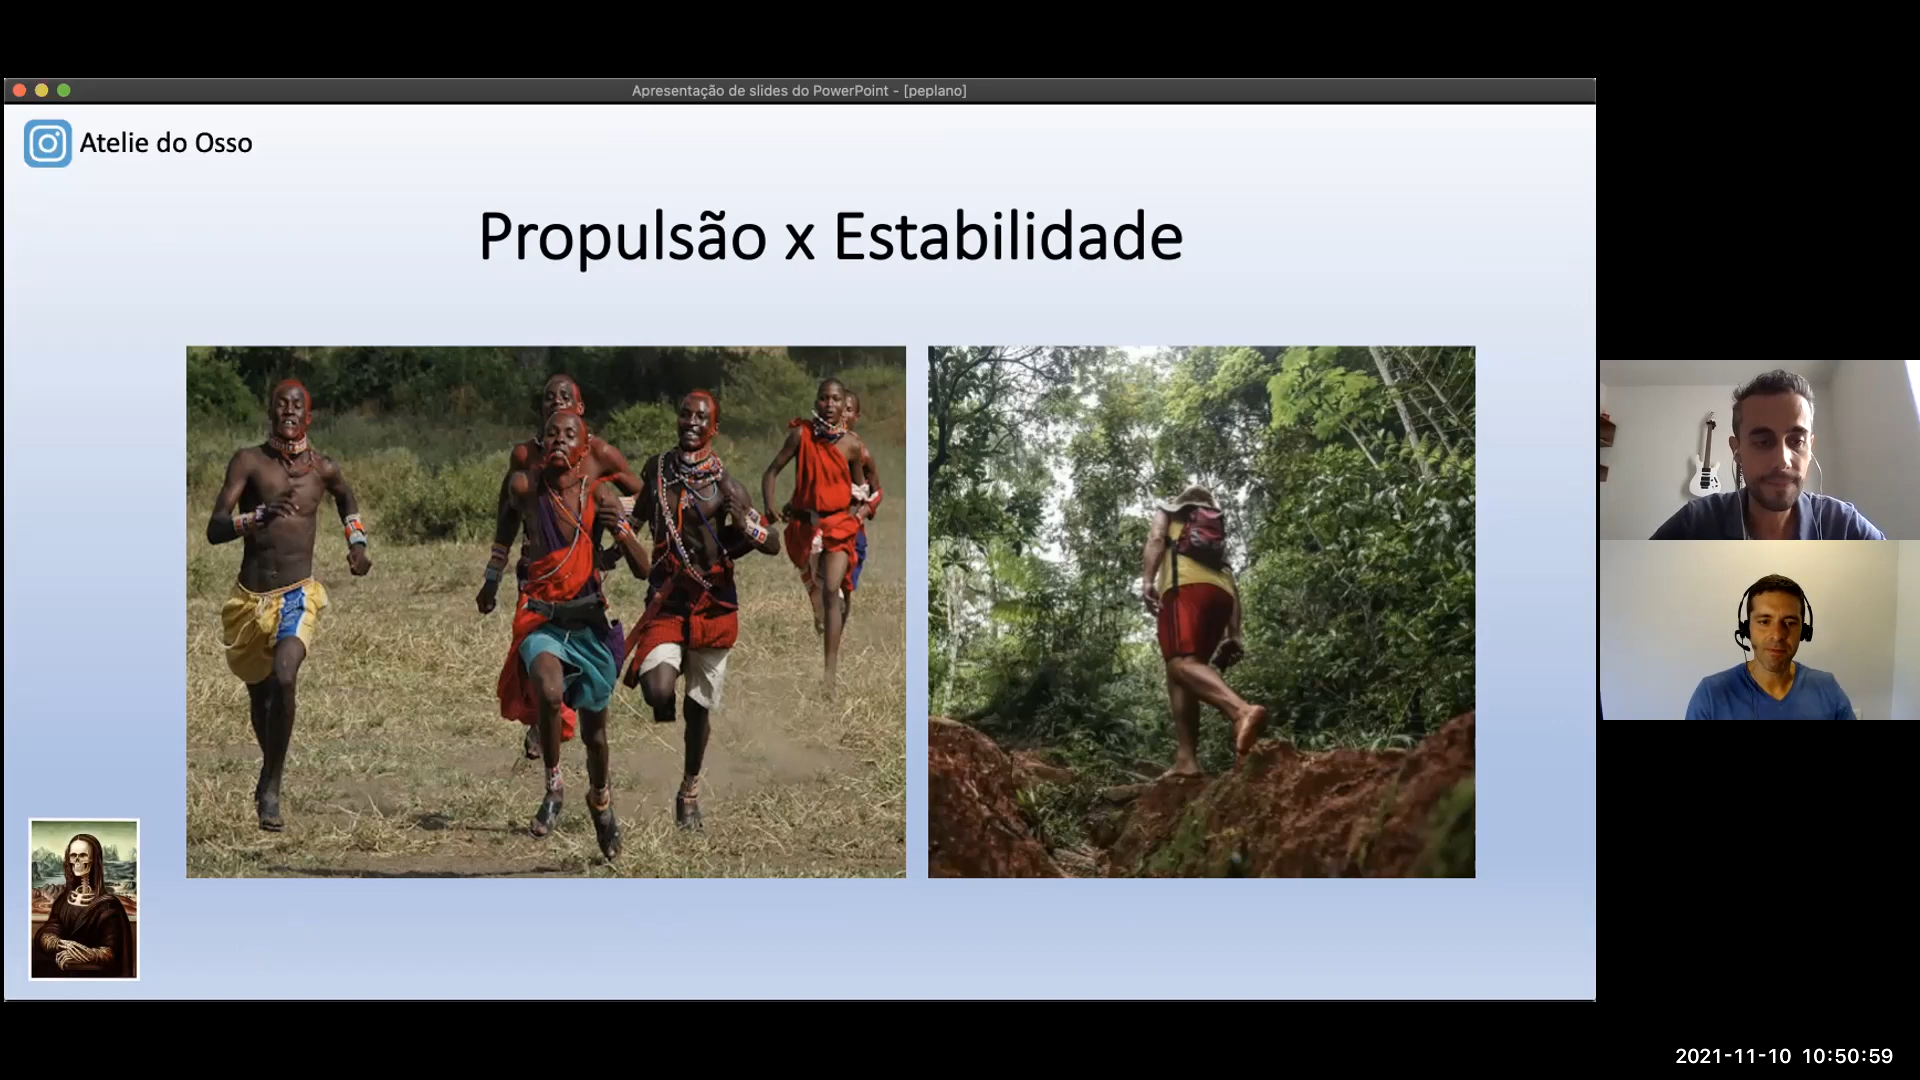 Apresentação de slides do PowerPoint - [peplano]
Atelie do Osso
Propulsão x Estabilidade
2021-11-10 10:50:59